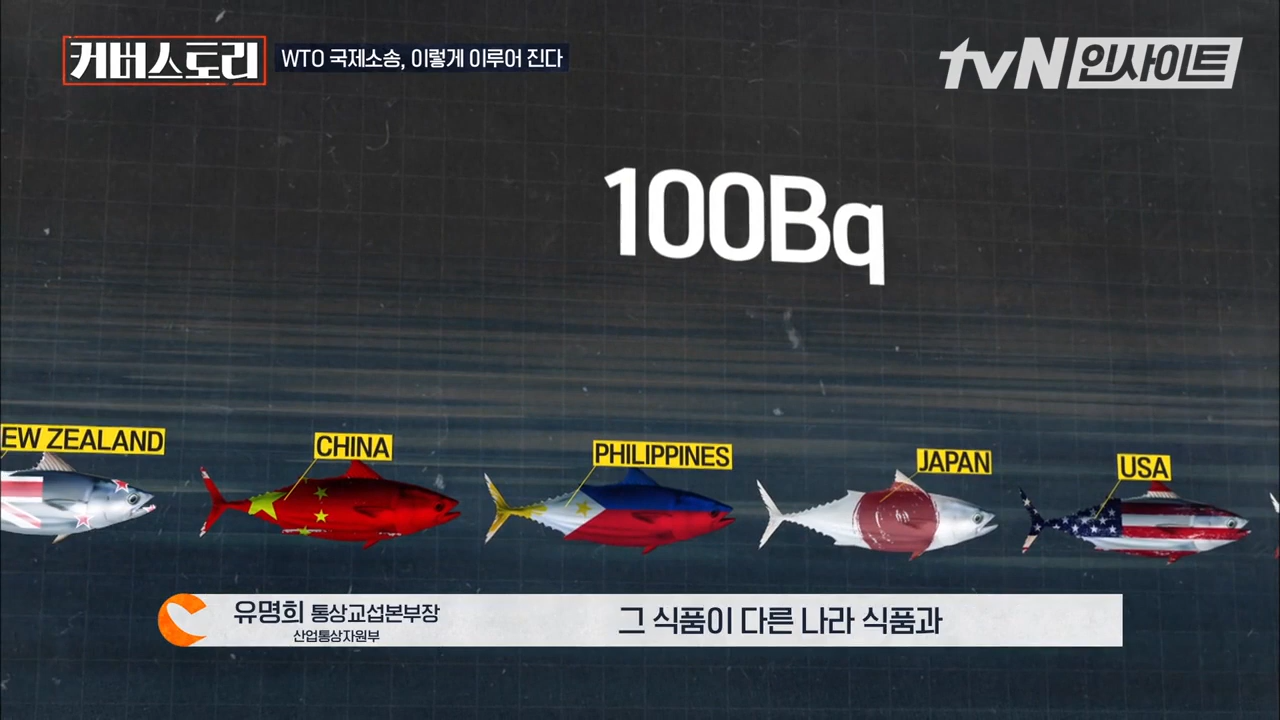 커버스토리
WTO 국제소송, 이렇게 이루어 진다
tvN 인사이트
100Bq
EW ZEALAND
CHINA
PHILIPPINES
JAPAN
USA
유명희 통상교섭본부장
산업통상자원부
그 식품이 다른 나라 식품과